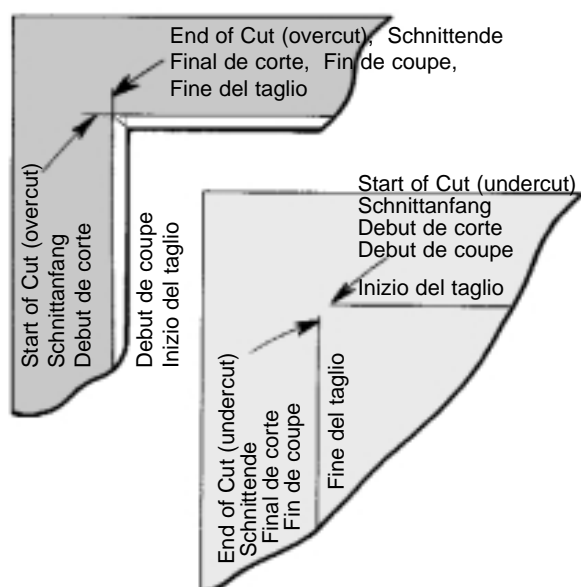 End of Cut (overcut), Schnittende
Final de corte, Fin de coupe,
Fine del taglio
Start of Cut (overcut)
Schnittanfang
Debut de corte
Debut de coupe
Inizio del taglio
Start of Cut (undercut)
Schnittanfang
Debut de corte
Debut de coupe
Inizio del taglio
End of Cut (undercut)
Schnittende
Final de corte
Fin de coupe
Fine del taglio